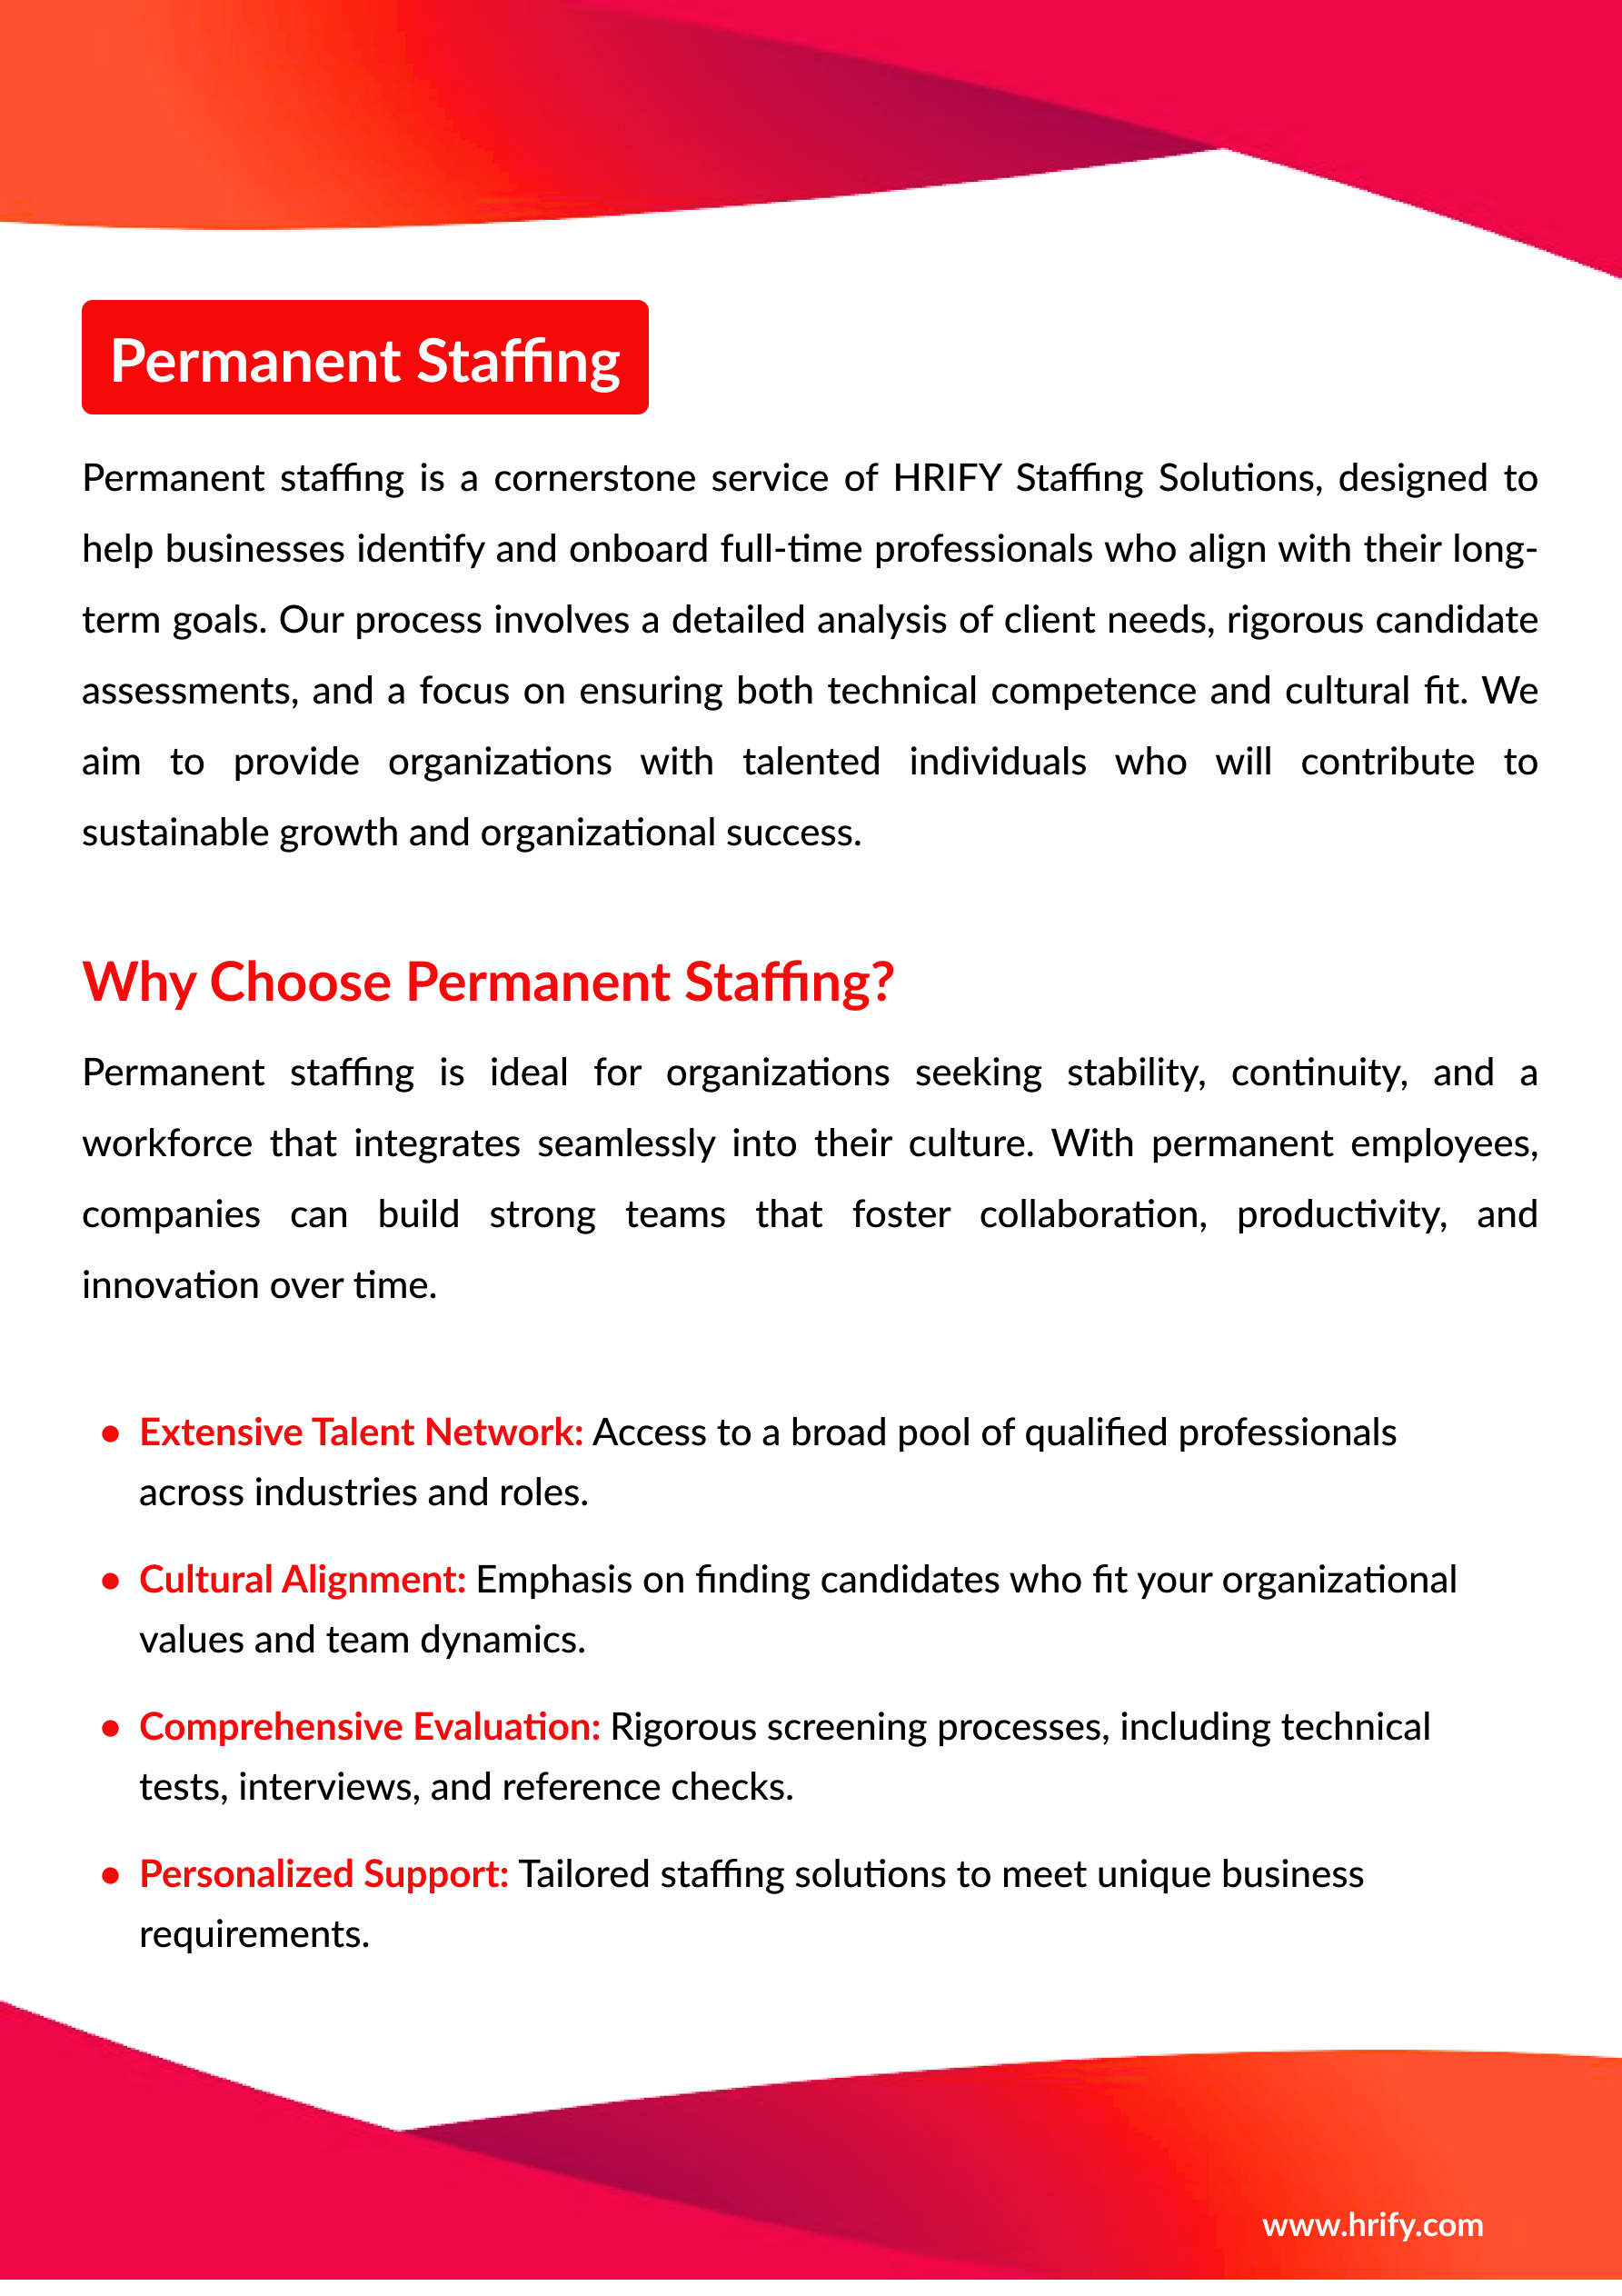 Permanent Staffing
Permanent staffing is a cornerstone service of HRIFY Staffing Solutions, designed to
help businesses identify and onboard full-time professionals who align with their long-
term goals. Our process involves a detailed analysis of client needs, rigorous candidate
assessments, and a focus on ensuring both technical competence and cultural fit. We
aim to provide organizations with talented individuals who will contribute to
sustainable growth and organizational success.
Why Choose Permanent Staffing?
Permanent staffing is ideal for organizations seeking stability, continuity, and a
workforce that integrates seamlessly into their culture. With permanent employees,
companies can build strong teams that foster collaboration, productivity, and
innovation over time.
• Extensive Talent Network: Access to a broad pool of qualified professionals
across industries and roles.
• Cultural Alignment: Emphasis on finding candidates who fit your organizational
values and team dynamics.
• Comprehensive Evaluation: Rigorous screening processes, including technical
tests, interviews, and reference checks.
• Personalized Support: Tailored staffing solutions to meet unique business
requirements.
www.hrify.com